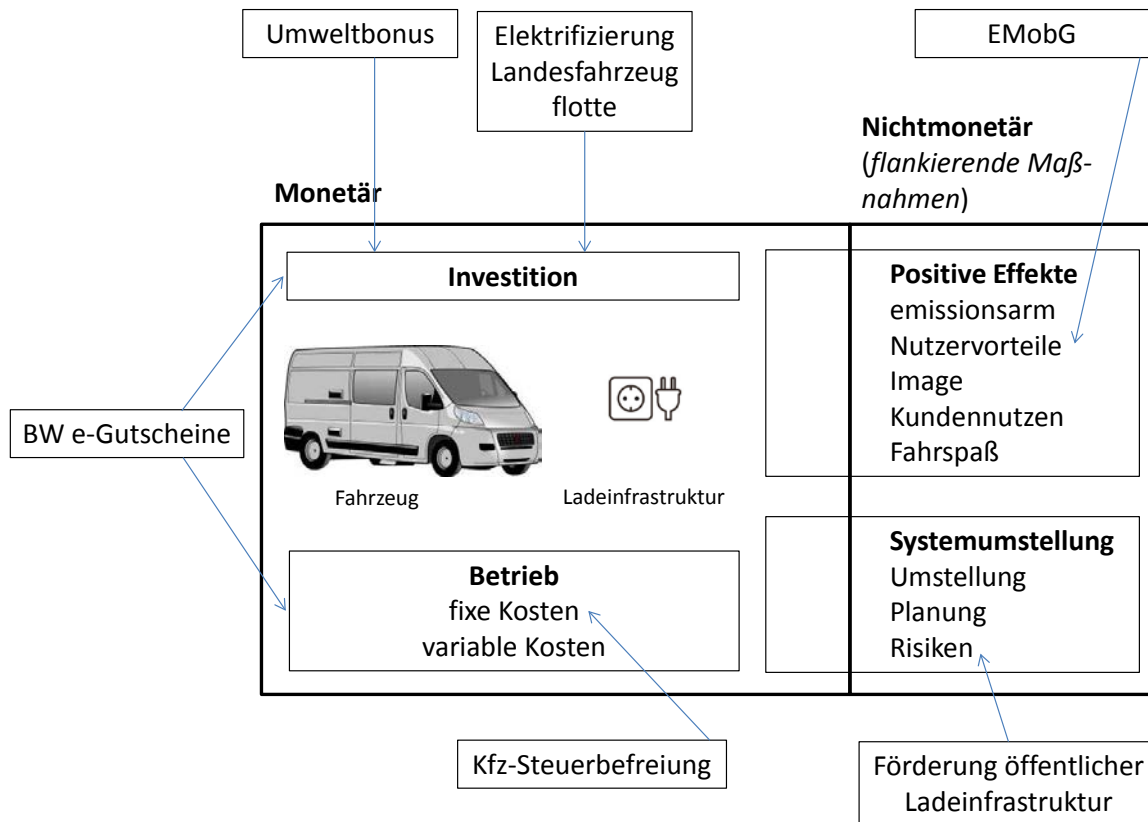 Umweltbonus
Elektrifizierung
Landesfahrzeug
flotte
EMobG
Nichtmonetär
(flankierende Maß-
nahmen)
Monetär
Investition
Positive Effekte
emissionsarm
Nutzervorteile
Image
Kundennutzen
Fahrspaß
BW e-Gutscheine
Fahrzeug
Ladeinfrastruktur
Betrieb
fixe Kosten
variable Kosten
Systemumstellung
Umstellung
Planung
Risiken
Kfz-Steuerbefreiung
Förderung öffentlicher
Ladeinfrastruktur